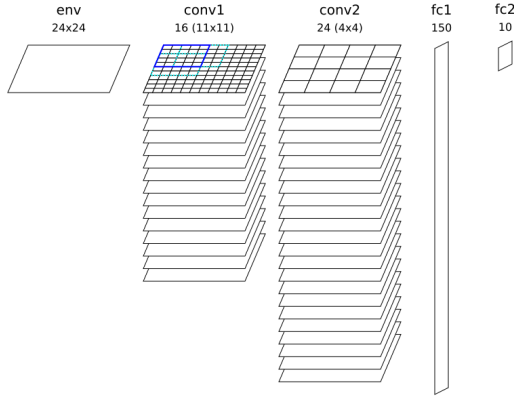 env
24x24
conv1
16 (11x11)
conv2
24 (4x4)
fc1
150
fc2
10